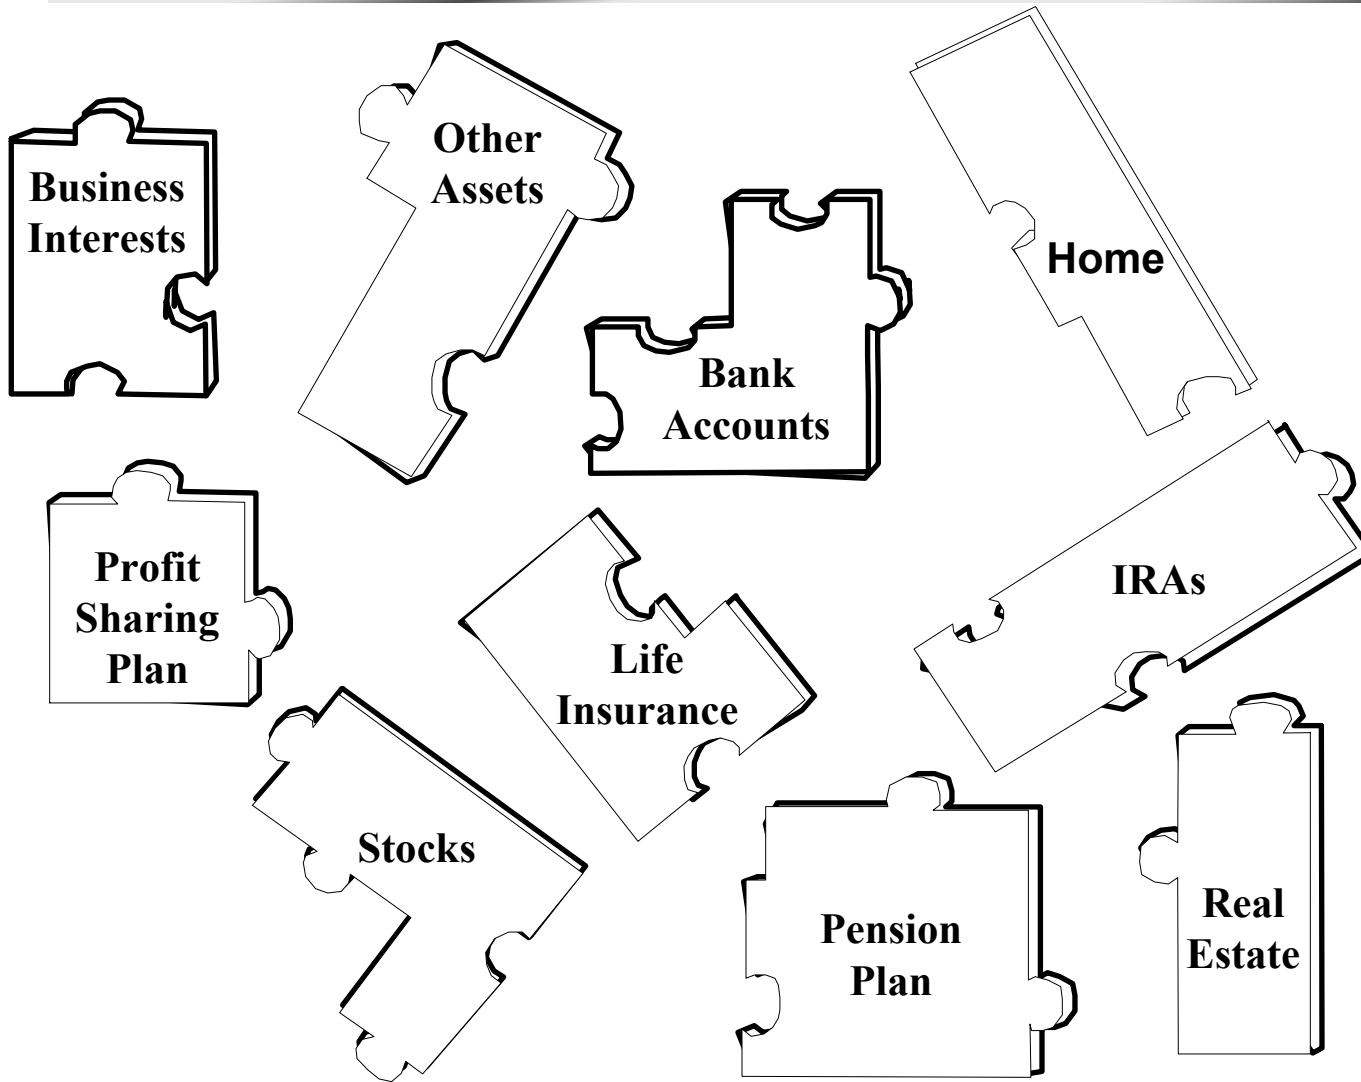 Business
Interests
Other
Assets
Bank
Accounts
Home
Profit
Sharing
Plan
Life
Insurance
IRAs
Stocks
Pension
Plan
Real
Estate